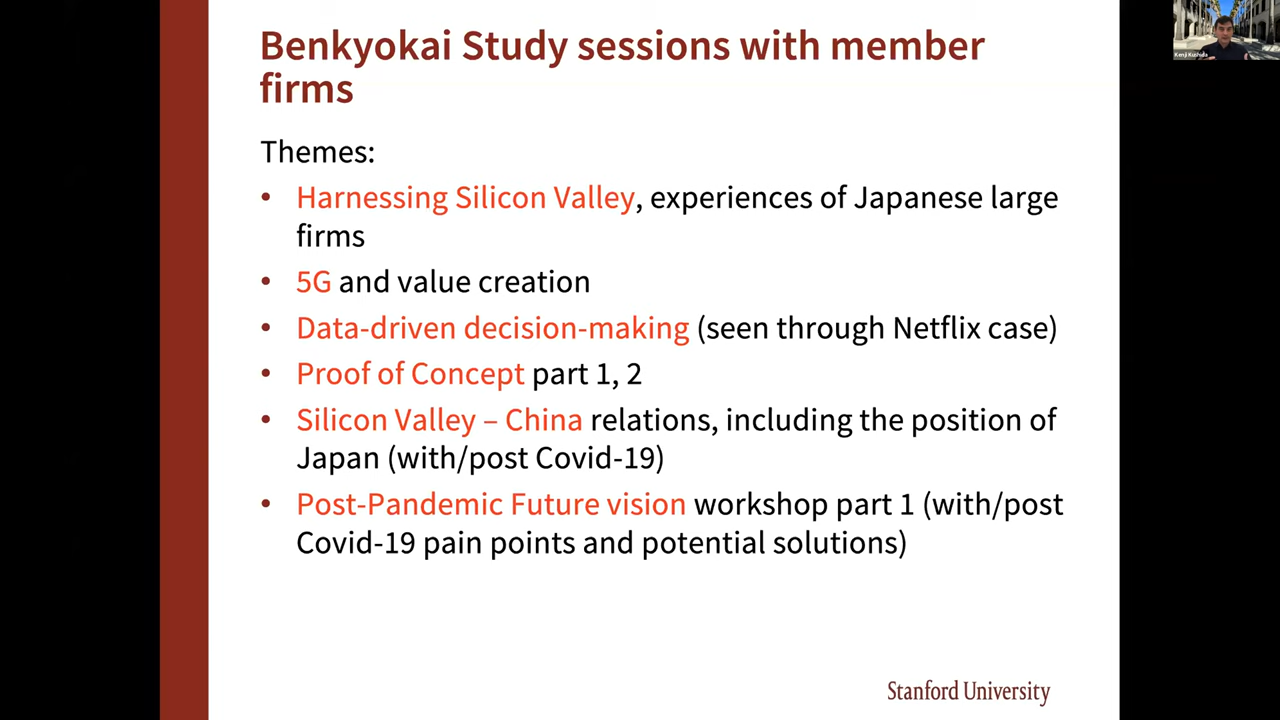 Benkyokai Study sessions with member
firms
Themes:
• Harnessing Silicon Valley, experiences of Japanese large
firms
• 5G and value creation
• Data-driven decision-making (seen through Netflix case)
• Proof of Concept part 1, 2
• Silicon Valley – China relations, including the position of
Japan (with/post Covid-19)
• Post-Pandemic Future vision workshop part 1 (with/post
Covid-19 pain points and potential solutions)
Stanford University
Kenji Kushida